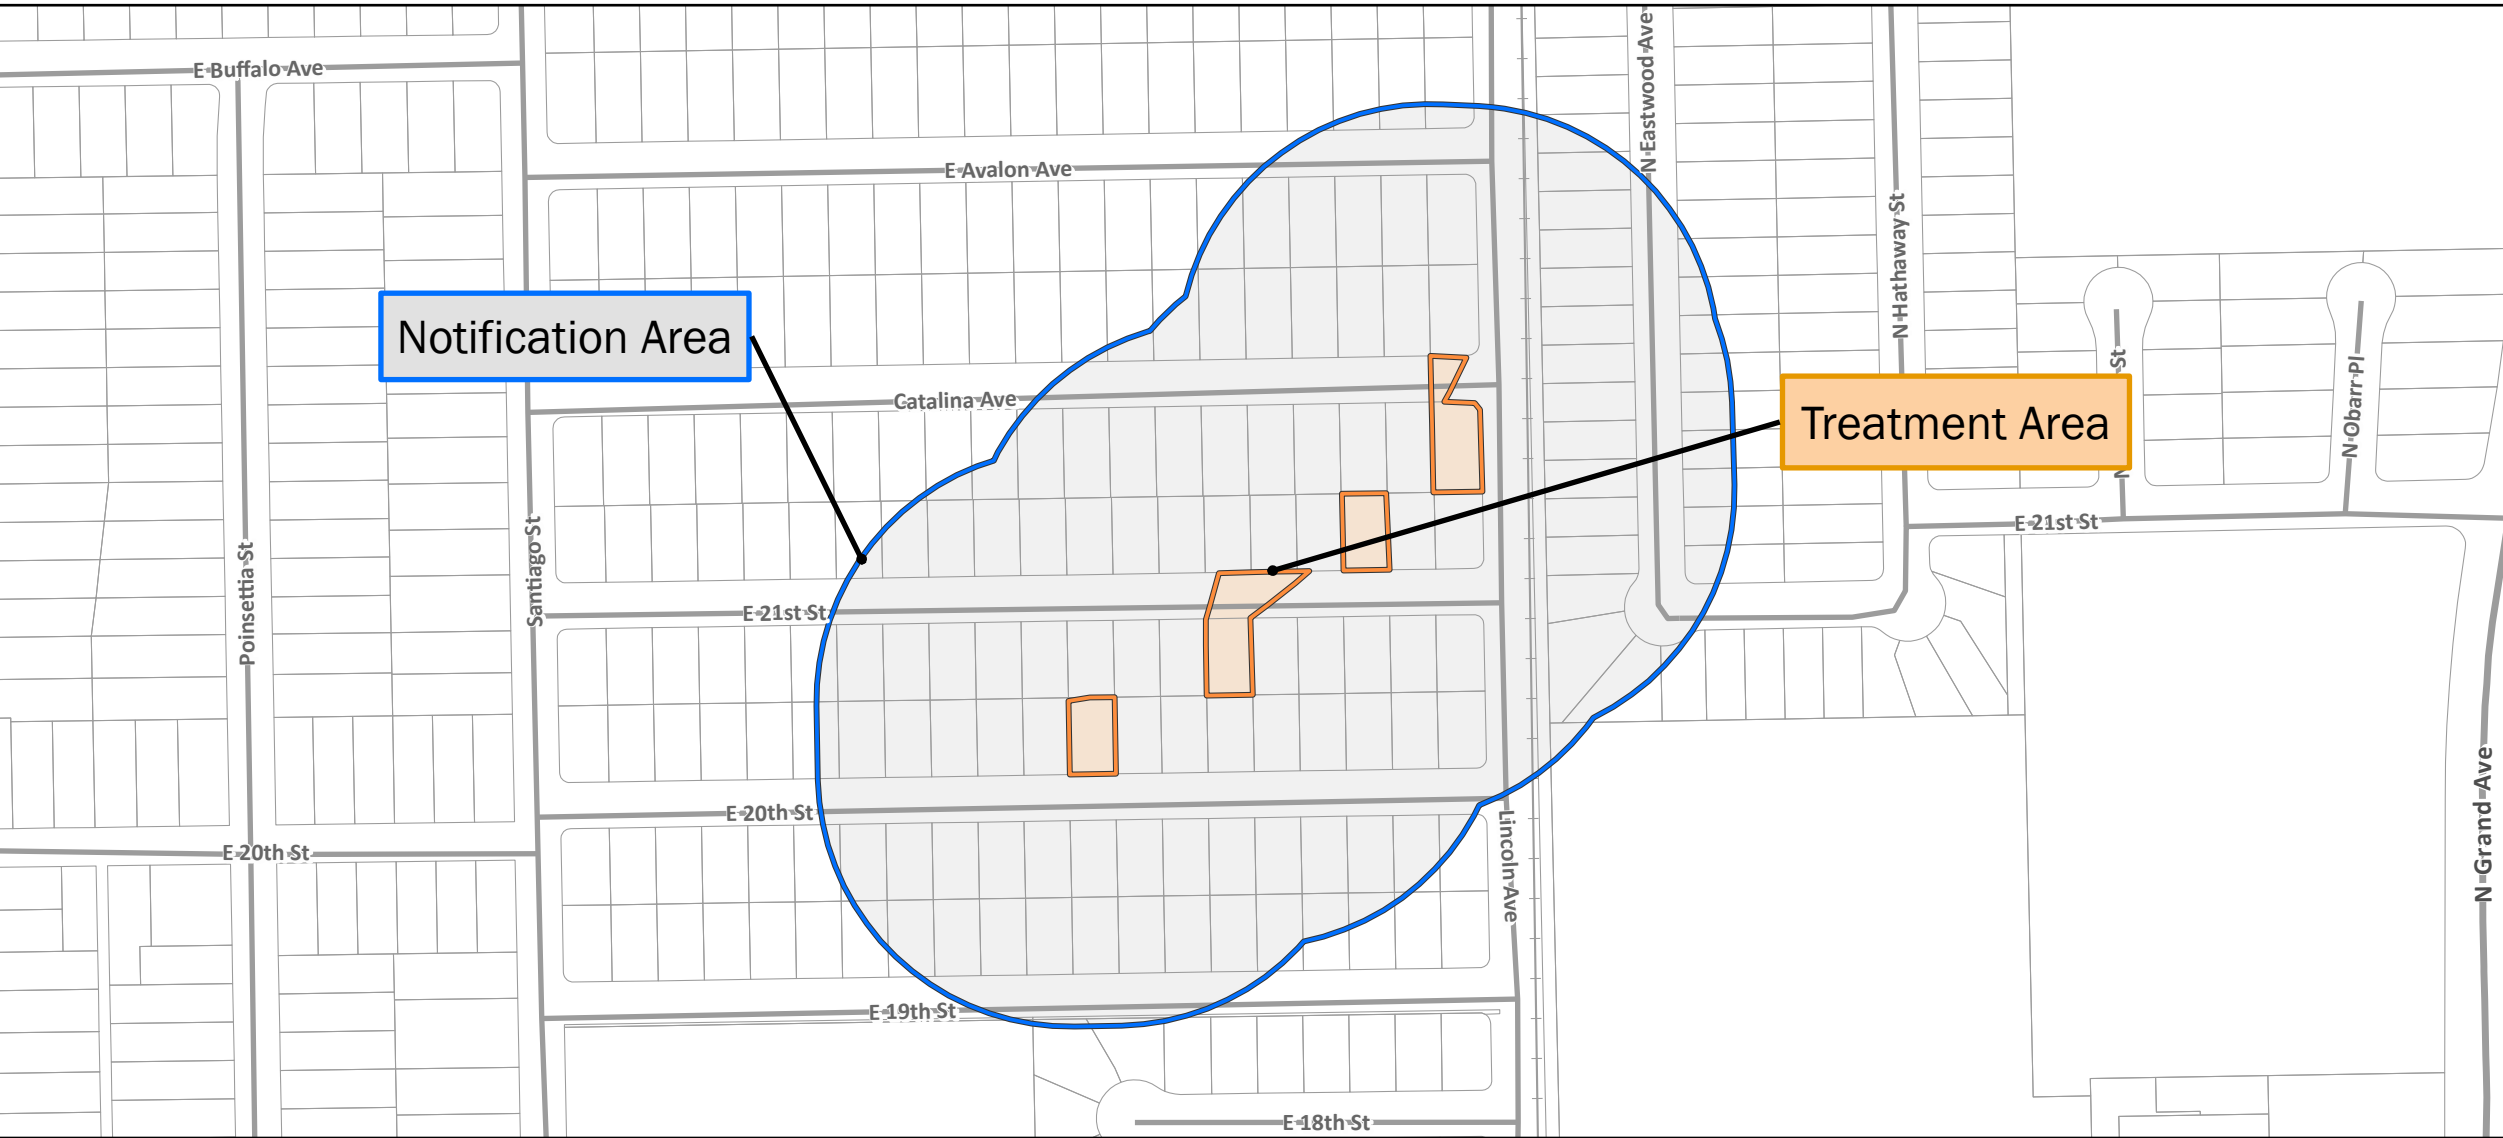 E Buffalo Ave
N Eastwood Ave
E Avalon Ave
N Hathaway St
Notification Area
Catalina Ave
Treatment Area
St
N
N Obarr Pl
E 21st St
Santiago St
Poinsettia St
E 21st St
E 20th St
E 20th St
Lincoln Ave
N Grand Ave
E 19th St
E 18th St